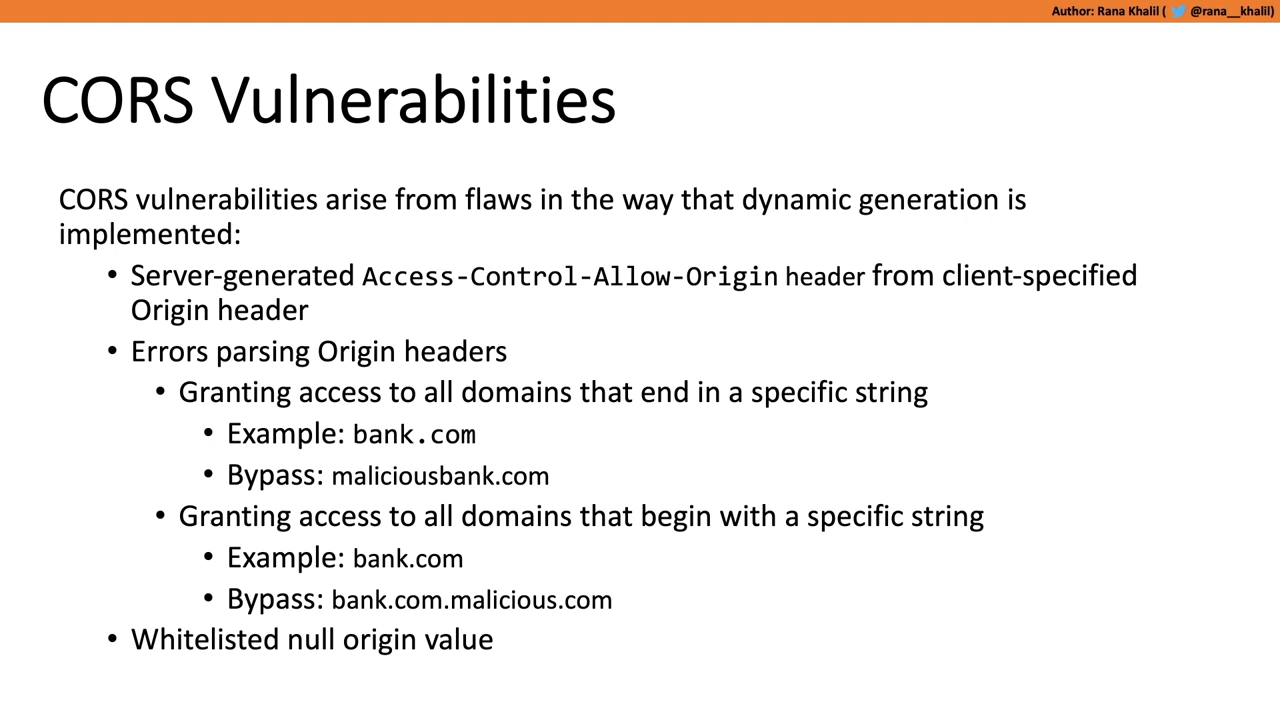 Author: Rana Khalil ( @rana__khalil)
CORS Vulnerabilities
CORS vulnerabilities arise from flaws in the way that dynamic generation is
implemented:
• Server-generated Access-Control-Allow-Origin header from client-specified
Origin header
• Errors parsing Origin headers
• Granting access to all domains that end in a specific string
• Example: bank.com
• Bypass: maliciousbank.com
• Granting access to all domains that begin with a specific string
• Example: bank.com
• Bypass: bank.com.malicious.com
• Whitelisted null origin value